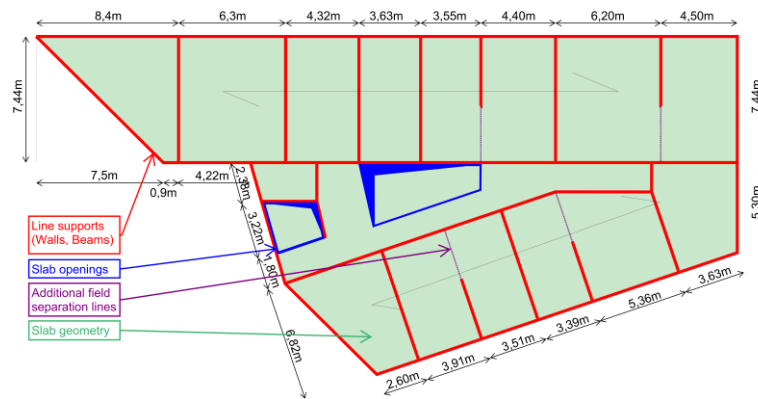 8,4m 6,3m 4,32m 3,63m 3,55m 4,40m 6,20m 4,50m
7,44m
7,44m
7,5m
0,9m
4,22m
2,38m
3,22m
1,80m
6,82m
5,30m
Line supports
(Walls, Beams)
Slab openings
Additional field
separation lines
Slab geometry
2,60m
3,91m
3,51m
3,39m
5,36m
3,63m